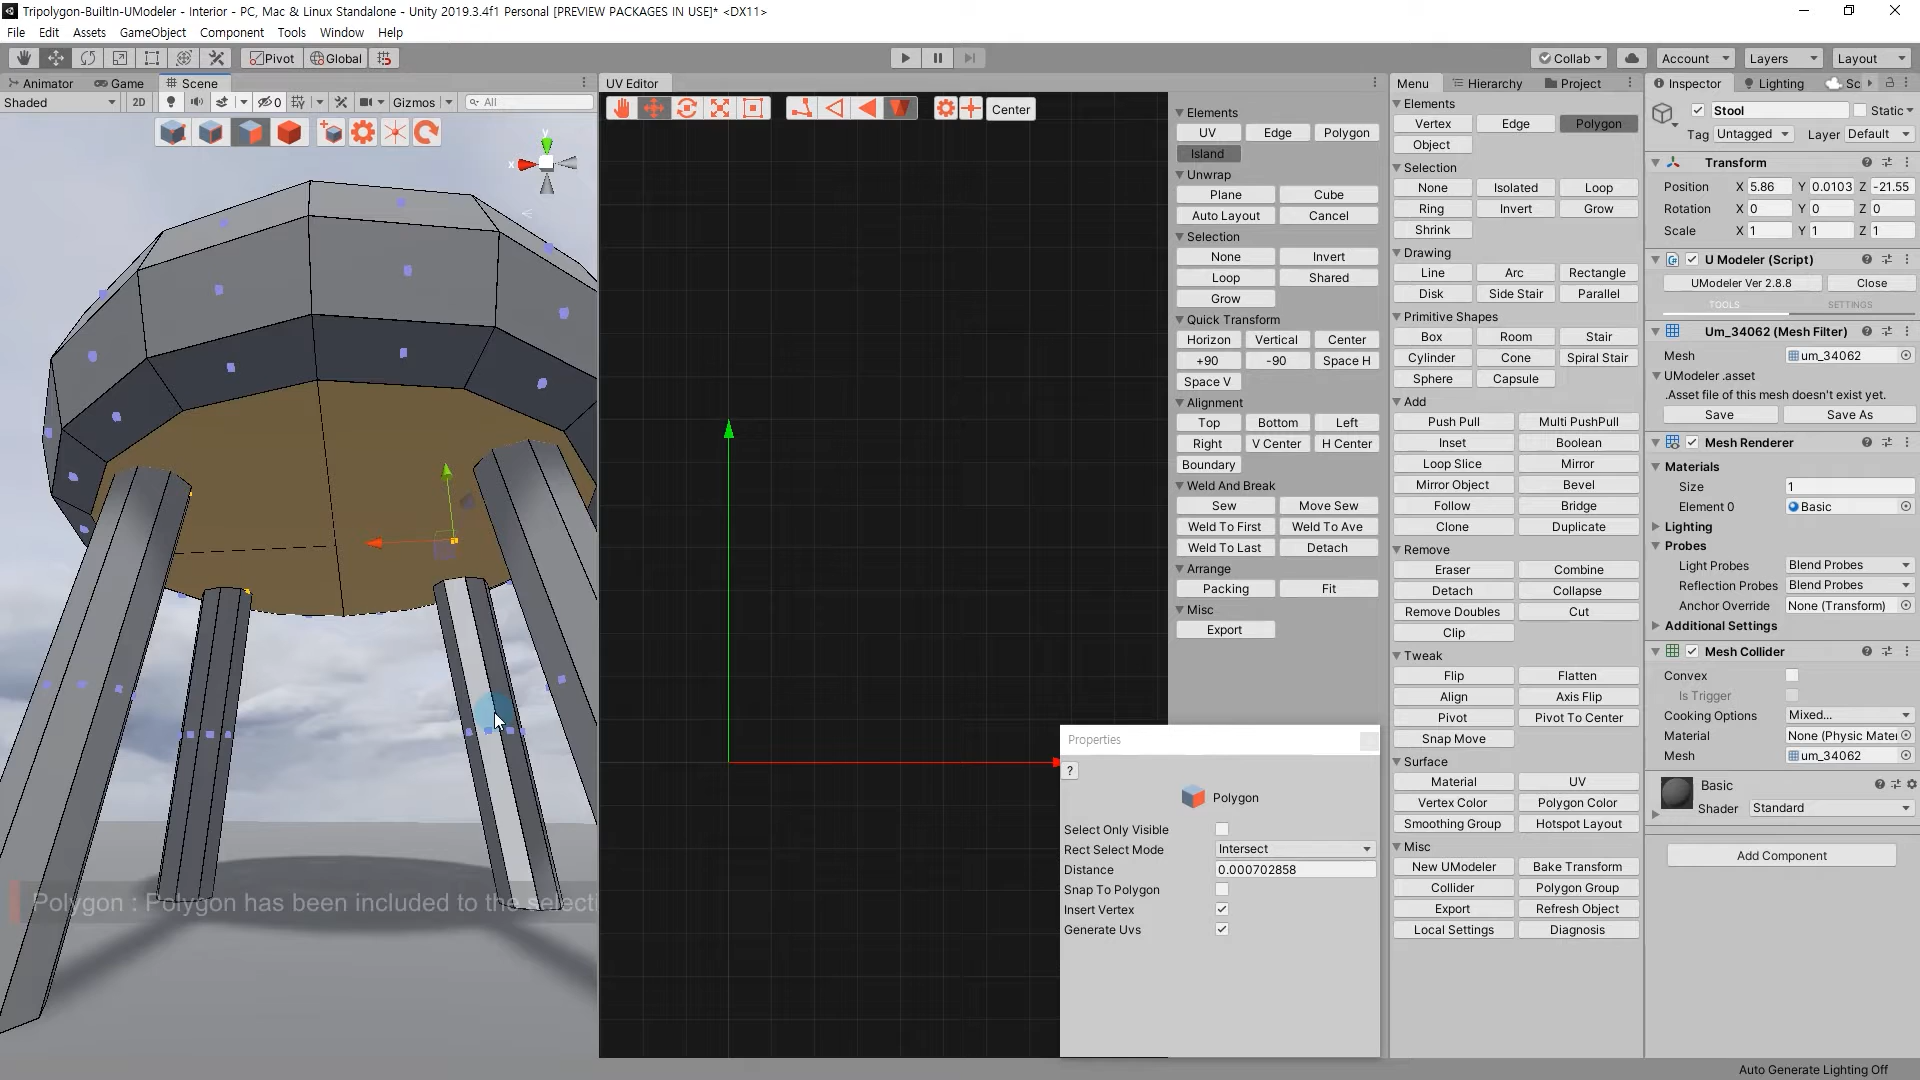 Tripolygon-BuiltIn-UModeler - Interior - PC, Mac & Linux Standalone - Unity 2019.3.4f1 Personal [PREVIEW PACKAGES IN USE]* <DX11>
File Edit Assets GameObject Component Tools Window Help
Pivot Global Collab Account Layers Layout
Animator Game Scene
Shaded 2D 0 Gizmos All
y
x
Polygon : Polygon has been included to the selecti
UV Editor
Center
Elements
UV Edge Polygon
Island
Unwrap
Plane Cube
Auto Layout Cancel
Selection
None Invert
Loop Shared
Grow
Quick Transform
Horizon Vertical Center
+90 -90 Space H
Space V
Alignment
Top Bottom Left
Right V Center H Center
Boundary
Weld And Break
Sew Move Sew
Weld To First Weld To Ave
Weld To Last Detach
Arrange
Packing Fit
Misc
Export
Properties
?
Polygon
Select Only Visible
Rect Select Mode Intersect
Distance 0.000702858
Snap To Polygon
Insert Vertex
Generate Uvs
Menu Hierarchy Project
Elements
Vertex Edge Polygon
Object
Selection
None Isolated Loop
Ring Invert Grow
Shrink
Drawing
Line Arc Rectangle
Disk Side Stair Parallel
Primitive Shapes
Box Room Stair
Cylinder Cone Spiral Stair
Sphere Capsule
Add
Push Pull Multi PushPull
Inset Boolean
Loop Slice Mirror
Mirror Object Bevel
Follow Bridge
Clone Duplicate
Remove
Eraser Combine
Detach Collapse
Remove Doubles Cut
Clip
Tweak
Flip Flatten
Align Axis Flip
Pivot Pivot To Center
Snap Move
Surface
Material UV
Vertex Color Polygon Color
Smoothing Group Hotspot Layout
Misc
New UModeler Bake Transform
Collider Polygon Group
Export Refresh Object
Local Settings Diagnosis
Inspector Lighting Sc
Stool Static
Tag Untagged Layer Default
Transform
Position X 5.86 Y 0.0103 Z -21.55
Rotation X 0 Y 0 Z 0
Scale X 1 Y 1 Z 1
U Modeler (Script)
UModeler Ver 2.8.8 Close
TOOLS SETTINGS
Um_34062 (Mesh Filter)
Mesh um_34062
UModeler .asset
.Asset file of this mesh doesn't exist yet.
Save Save As
Mesh Renderer
Materials
Size 1
Element 0 Basic
Lighting
Probes
Light Probes Blend Probes
Reflection Probes Blend Probes
Anchor Override None (Transform)
Additional Settings
Mesh Collider
Convex
Is Trigger
Cooking Options Mixed...
Material None (Physic Mater
Mesh um_34062
Basic
Shader Standard
Add Component
Auto Generate Lighting Off